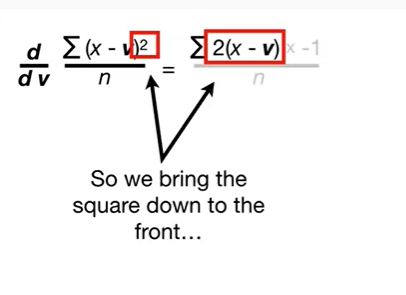 d/dv Σ(x - v)² / n = Σ 2(x - v) × -1 / n
So we bring the
square down to the
front...